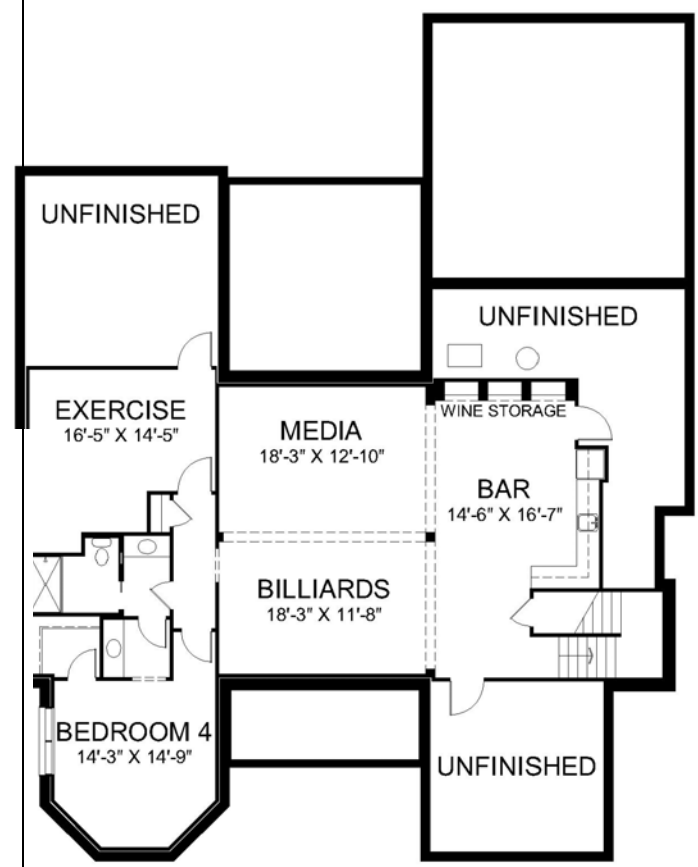 UNFINISHED
UNFINISHED
EXERCISE
16'-5" X 14'-5"
MEDIA
18'-3" X 12'-10"
WINE STORAGE
BAR
14'-6" X 16'-7"
BILLIARDS
18'-3" X 11'-8"
BEDROOM 4
14'-3" X 14'-9"
UNFINISHED